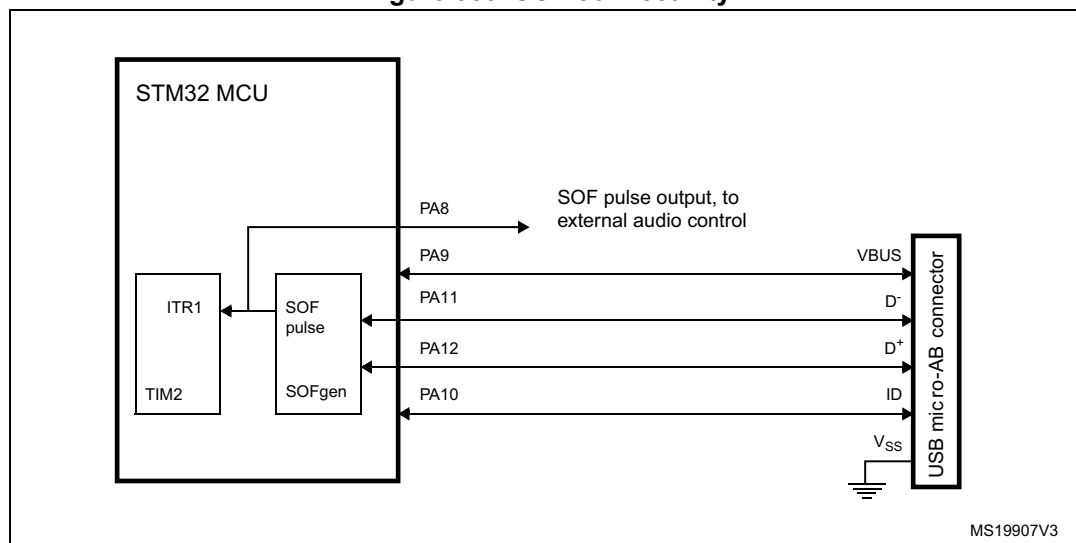 STM32 MCU
SOF pulse output, to
external audio control
PA8
PA9
VBUS
ITR1
SOF
pulse
PA11
D-
PA12
D+
TIM2
SOFgen
PA10
ID
VSS
USB micro-AB connector
MS19907V3